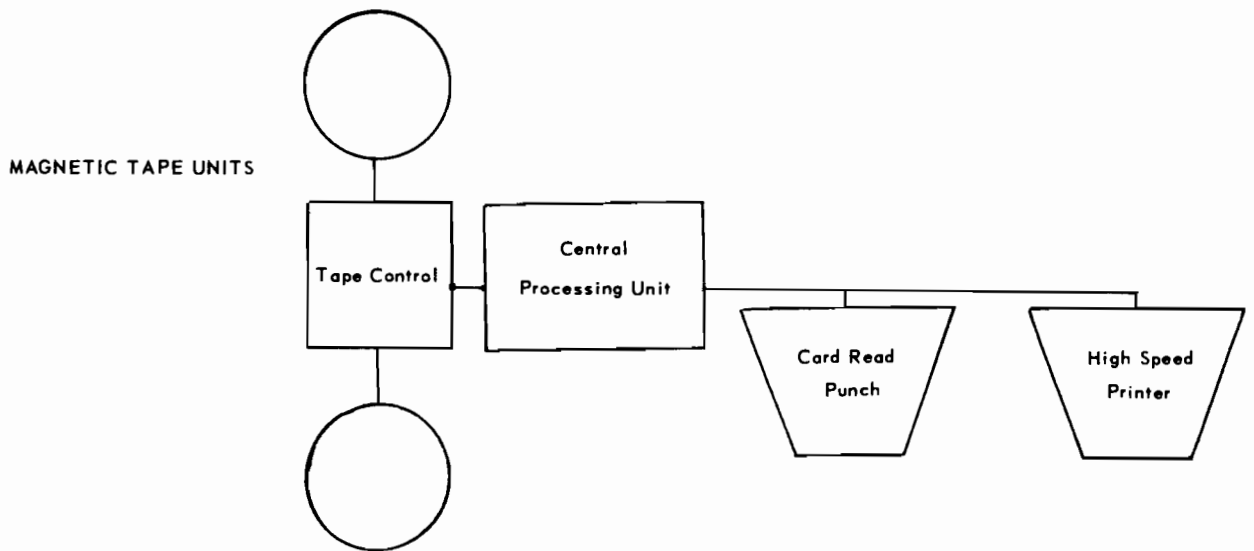 MAGNETIC TAPE UNITS
Tape Control
Central
Processing Unit
Card Read
Punch
High Speed
Printer